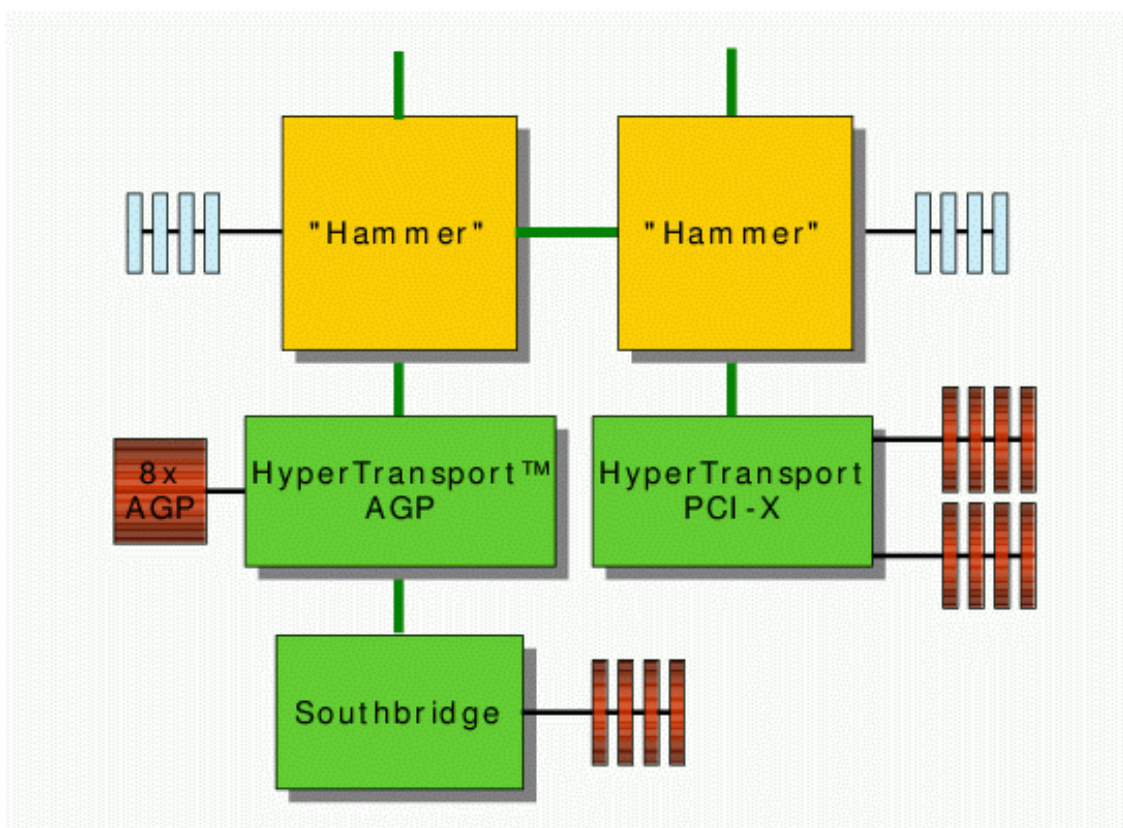 "Hammer"
"Hammer"
8x
AGP
HyperTransport™
AGP
HyperTransport
PCI-X
Southbridge